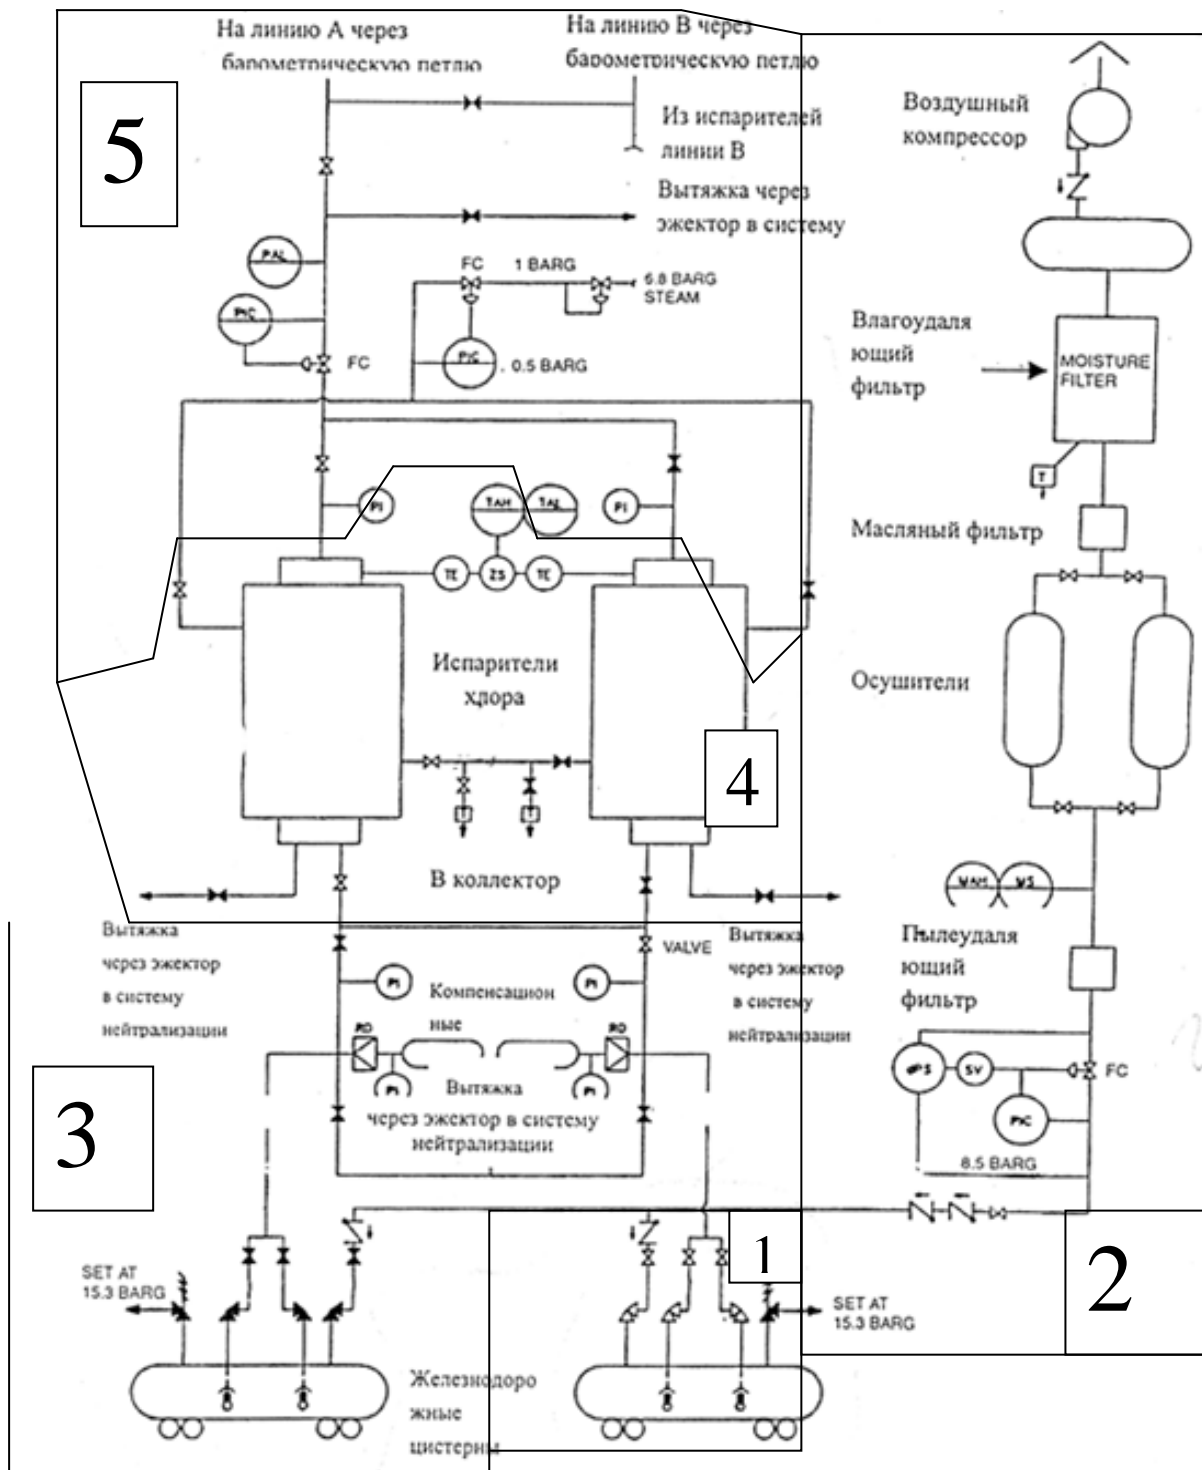 На линию А через
барометрическую петлю
На линию В через
барометрическую петлю
5
Из испарителей
линии В
Вытяжка через
эжектор в систему
Воздушный
компрессор
PAL
PIC
FC
FC
1 BARG
6.8 BARG
STEAM
PIC
0.5 BARG
Влагоудаля
ющий
фильтр
MOISTURE
FILTER
T
PI
TAH
TAL
PI
Масляный фильтр
TE
ZS
TE
Испарители
хлора
Осушители
4
T
T
В коллектор
Вытяжка
через эжектор
в систему
нейтрализации
VALVE
Вытяжка
через эжектор
в систему
нейтрализации
Пылеудаля
ющий
фильтр
PI
PI
Компенсацион
ные
RD
RD
PI
PI
Вытяжка
через эжектор в систему
нейтрализации
3
SV
FC
PIC
8.5 BARG
1
2
SET AT
15.3 BARG
SET AT
15.3 BARG
Железнодоро
жные
цистерны